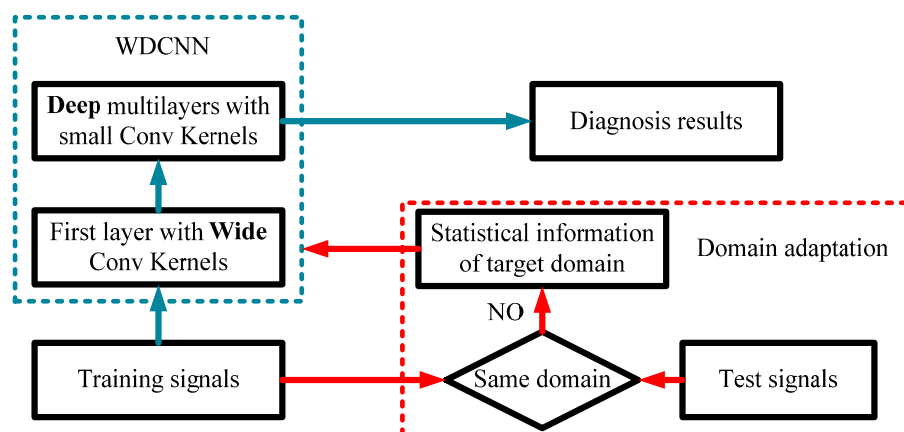 WDCNN
Deep multilayers with
small Conv Kernels
Diagnosis results
First layer with Wide
Conv Kernels
Statistical information
of target domain
Domain adaptation
NO
Training signals
Same domain
Test signals